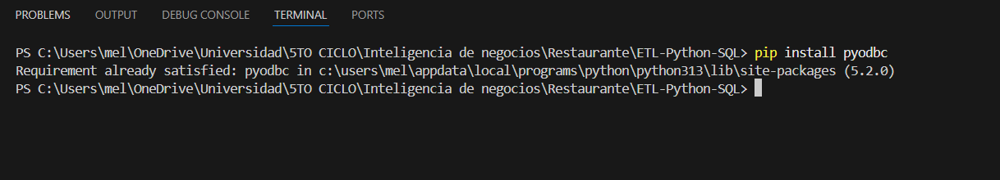 PROBLEMS OUTPUT DEBUG CONSOLE TERMINAL PORTS
PS C:\Users\mel\OneDrive\Universidad\5TO CICLO\Inteligencia de negocios\Restaurante\ETL-Python-SQL> pip install pyodbc
Requirement already satisfied: pyodbc in c:\users\mel\appdata\local\programs\python\python313\lib\site-packages (5.2.0)
PS C:\Users\mel\OneDrive\Universidad\5TO CICLO\Inteligencia de negocios\Restaurante\ETL-Python-SQL>